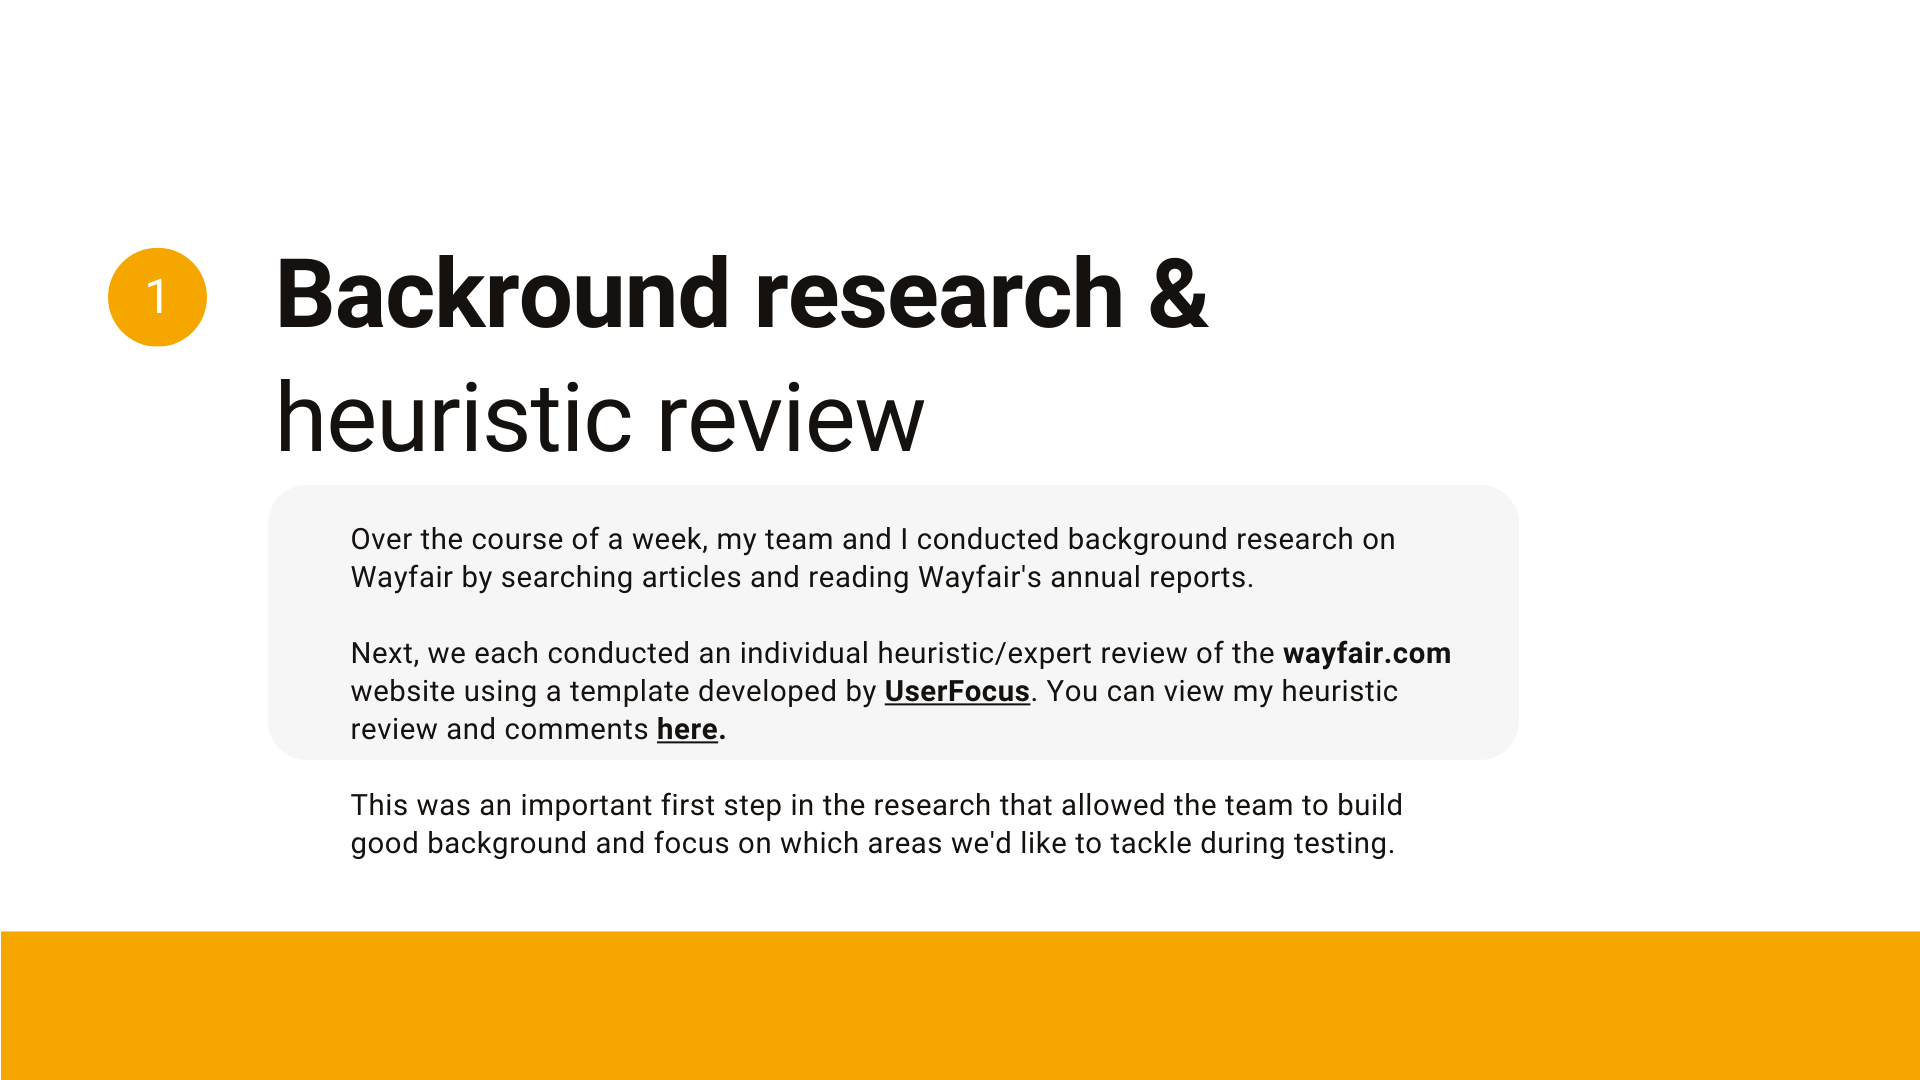 1
Backround research &
heuristic review
Over the course of a week, my team and I conducted background research on
Wayfair by searching articles and reading Wayfair's annual reports.
Next, we each conducted an individual heuristic/expert review of the wayfair.com
website using a template developed by UserFocus. You can view my heuristic
review and comments here.
This was an important first step in the research that allowed the team to build
good background and focus on which areas we'd like to tackle during testing.